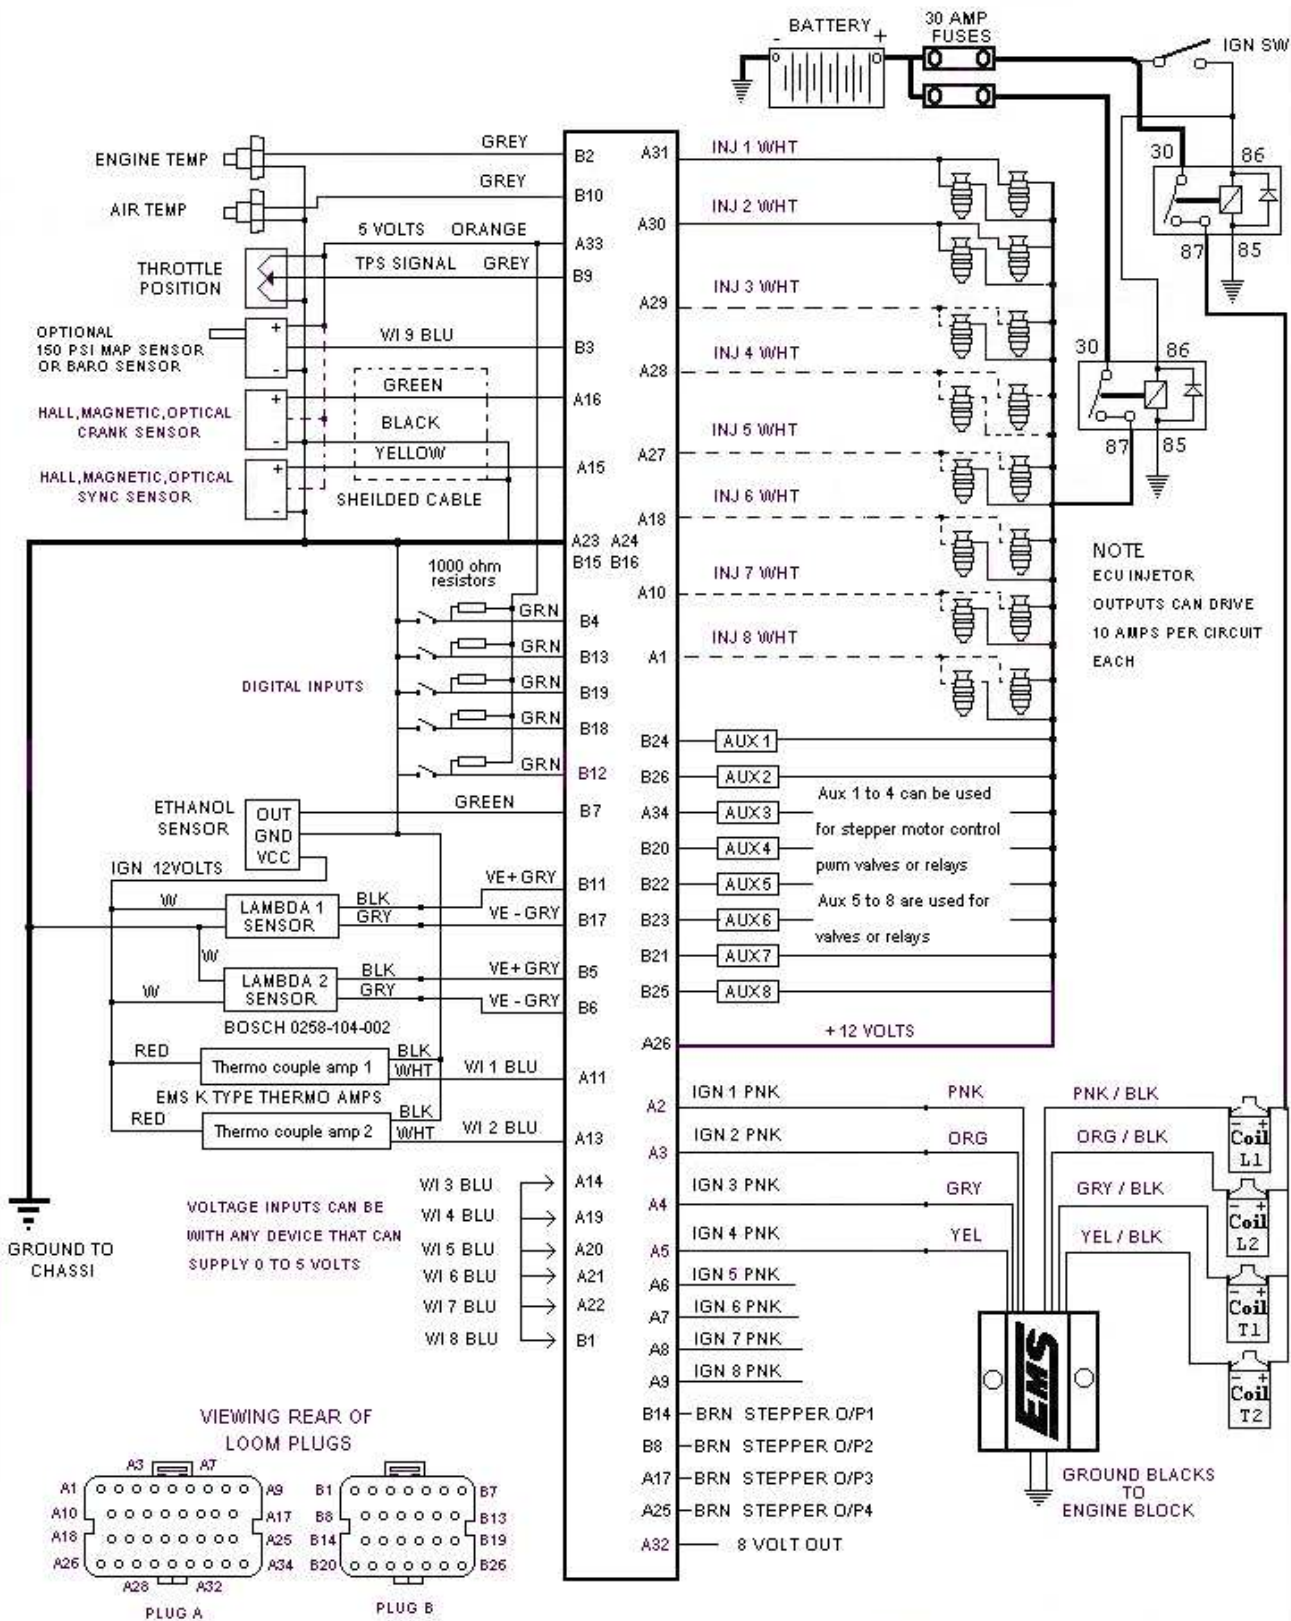 BATTERY
- +
30 AMP
FUSES
IGN SW
30 86
87 85
30 86
87 85
ENGINE TEMP
GREY
B2
AIR TEMP
GREY
B10
5 VOLTS ORANGE
A33
THROTTLE
POSITION
TPS SIGNAL GREY
B9
OPTIONAL
150 PSI MAP SENSOR
OR BARO SENSOR
+
-
V/I 9 BLU
B3
HALL,MAGNETIC,OPTICAL
CRANK SENSOR
+
-
GREEN
A16
BLACK
HALL,MAGNETIC,OPTICAL
SYNC SENSOR
+
-
YELLOW
A15
SHEILDED CABLE
A23 A24
B15 B16
1000 ohm
resistors
GRN
B4
GRN
B13
DIGITAL INPUTS
GRN
B19
GRN
B18
GRN
B12
ETHANOL
SENSOR
OUT
GND
VCC
GREEN
B7
IGN 12VOLTS
W
LAMBDA 1
SENSOR
BLK
GRY
VE+ GRY
B11
VE - GRY
B17
W
W
LAMBDA 2
SENSOR
BLK
GRY
VE+ GRY
B5
VE - GRY
B6
BOSCH 0258-104-002
RED
Thermo couple amp 1
BLK
WHT
V/I 1 BLU
A11
EMS K TYPE THERMO AMPS
RED
Thermo couple amp 2
BLK
WHT
V/I 2 BLU
A13
GROUND TO
CHASSI
VOLTAGE INPUTS CAN BE
WITH ANY DEVICE THAT CAN
SUPPLY 0 TO 5 VOLTS
V/I 3 BLU
A14
V/I 4 BLU
A19
V/I 5 BLU
A20
V/I 6 BLU
A21
V/I 7 BLU
A22
V/I 8 BLU
B1
A31
INJ 1 WHT
A30
INJ 2 WHT
A29
INJ 3 WHT
A28
INJ 4 WHT
A27
INJ 5 WHT
A18
INJ 6 WHT
A10
INJ 7 WHT
A1
INJ 8 WHT
NOTE
ECU INJETOR
OUTPUTS CAN DRIVE
10 AMPS PER CIRCUIT
EACH
B24
AUX 1
B26
AUX 2
A34
AUX 3
B20
AUX 4
B22
AUX 5
B23
AUX 6
B21
AUX 7
B25
AUX 8
Aux 1 to 4 can be used
for stepper motor control
pwm valves or relays
Aux 5 to 8 are used for
valves or relays
A26
+ 12 VOLTS
A2
IGN 1 PNK
PNK
PNK / BLK
A3
IGN 2 PNK
ORG
ORG / BLK
A4
IGN 3 PNK
GRY
GRY / BLK
A5
IGN 4 PNK
YEL
YEL / BLK
A6
IGN 5 PNK
A7
IGN 6 PNK
A8
IGN 7 PNK
A9
IGN 8 PNK
B14
BRN STEPPER O/P1
B8
BRN STEPPER O/P2
A17
BRN STEPPER O/P3
A25
BRN STEPPER O/P4
A32
8 VOLT OUT
- +
Coil
L1
- +
Coil
L2
- +
Coil
T1
- +
Coil
T2
EMS
GROUND BLACKS
TO
ENGINE BLOCK
VIEWING REAR OF
LOOM PLUGS
A3 A7
A1 A9
A10 A17
A18 A25
A26 A34
A28 A32
PLUG A
B1 B7
B8 B13
B14 B19
B20 B26
PLUG B